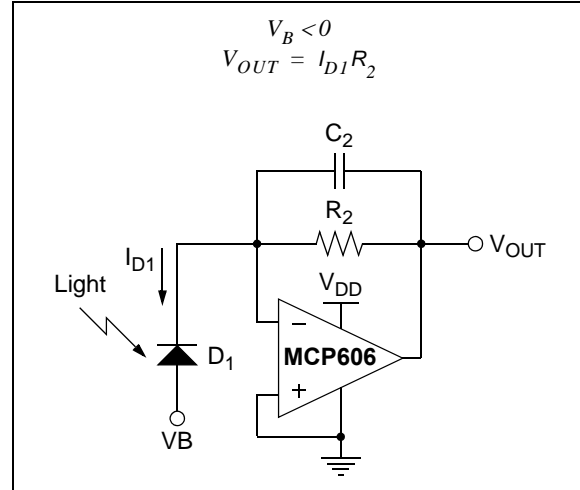 V_B < 0
V_OUT = I_D1 R_2
C_2
R_2
I_D1
V_OUT
Light
V_DD
−
D_1
MCP606
+
VB